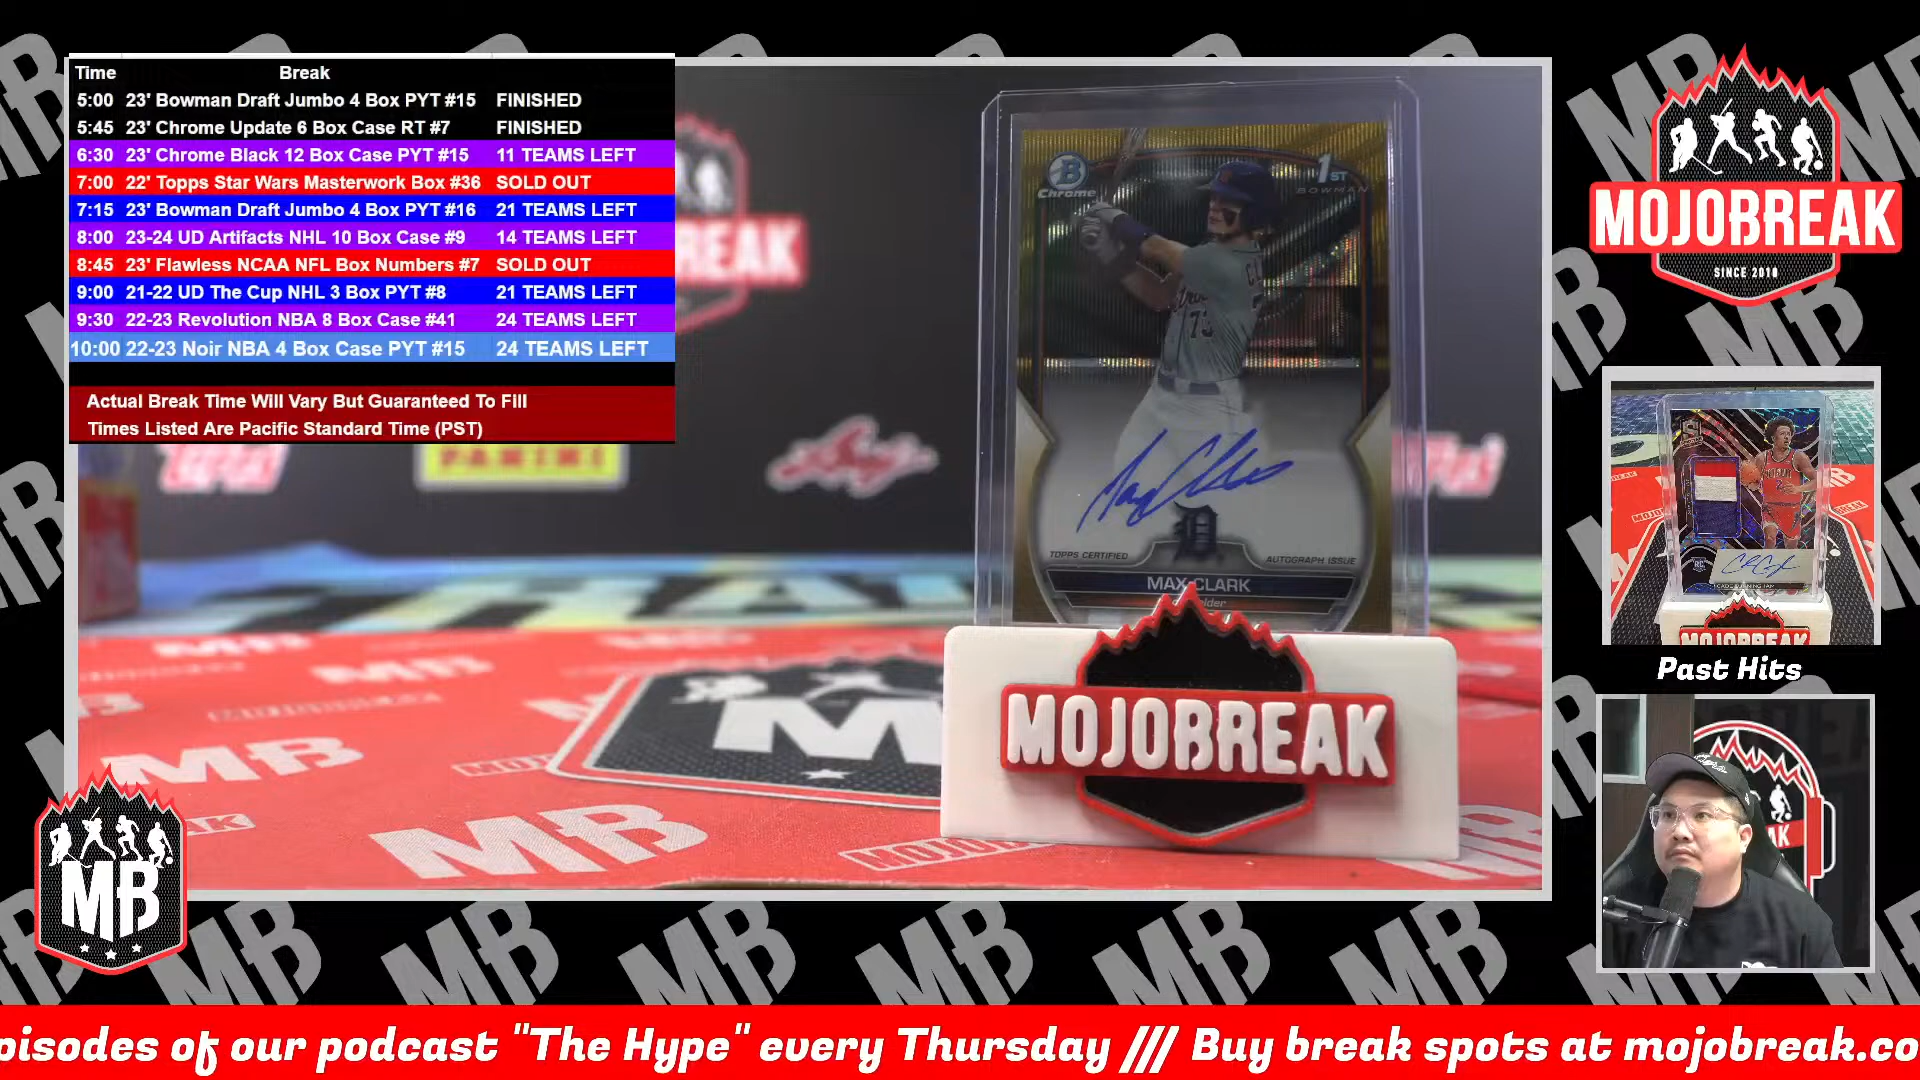 Time Break
5:00 23' Bowman Draft Jumbo 4 Box PYT #15 FINISHED
5:45 23' Chrome Update 6 Box Case RT #7 FINISHED
6:30 23' Chrome Black 12 Box Case PYT #15 11 TEAMS LEFT
7:00 22' Topps Star Wars Masterwork Box #36 SOLD OUT
7:15 23' Bowman Draft Jumbo 4 Box PYT #16 21 TEAMS LEFT
8:00 23-24 UD Artifacts NHL 10 Box Case #9 14 TEAMS LEFT
8:45 23' Flawless NCAA NFL Box Numbers #7 SOLD OUT
9:00 21-22 UD The Cup NHL 3 Box PYT #8 21 TEAMS LEFT
9:30 22-23 Revolution NBA 8 Box Case #41 24 TEAMS LEFT
10:00 22-23 Noir NBA 4 Box Case PYT #15 24 TEAMS LEFT
Actual Break Time Will Vary But Guaranteed To Fill
Times Listed Are Pacific Standard Time (PST)
MOJOBREAK
SINCE 2010
B
Chrome
1ST
BOWMAN
Topps
PANINI
Leaf
TOPPS CERTIFIED
AUTOGRAPH ISSUE
MAX CLARK
MOJOBREAK
MB
MB
Past Hits
MOJOBREAK
pisodes of our podcast "The Hype" every Thursday /// Buy break spots at mojobreak.co